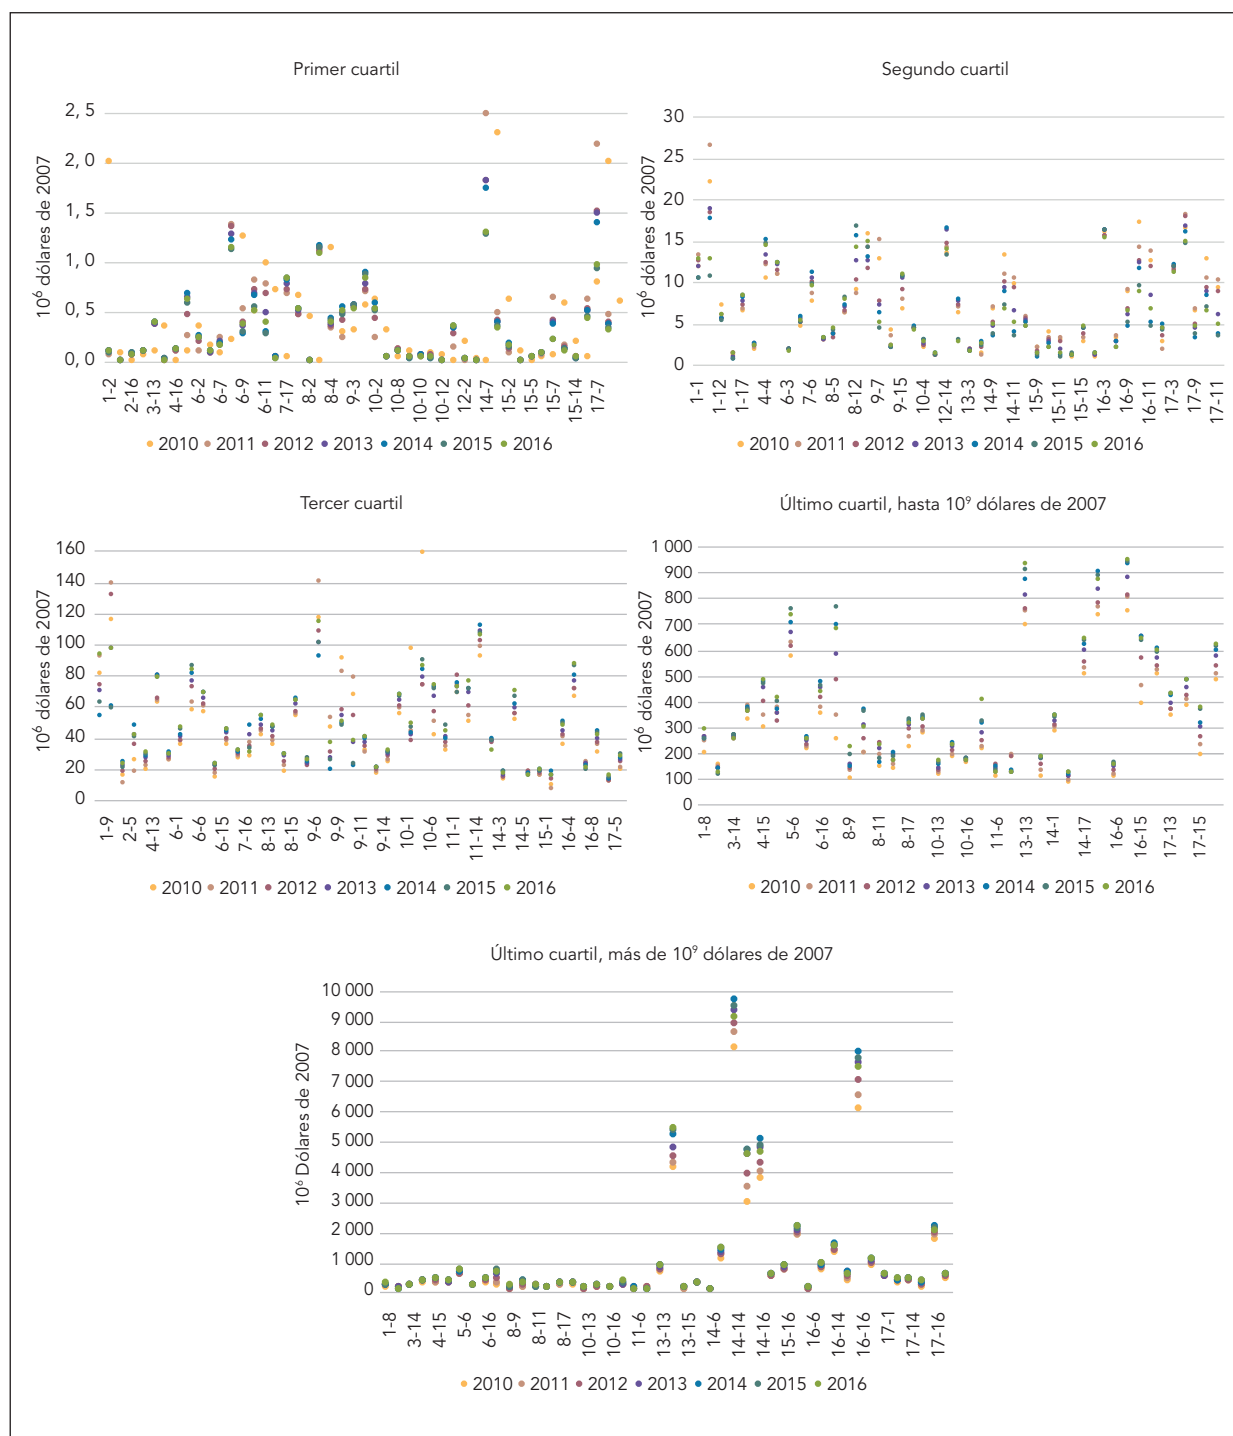 Primer cuartil
10⁶ dólares de 2007
2, 5
2, 0
1, 5
1, 0
0, 5
0, 0
1-2 2-16 3-13 4-16 6-2 6-7 6-9 6-11 7-17 8-2 8-4 9-3 10-2 10-8 10-10 10-12 12-2 14-7 15-2 15-5 15-7 15-14 17-7
2010 2011 2012 2013 2014 2015 2016
Segundo cuartil
10⁶ dólares de 2007
30
25
20
15
10
5
0
1-1 1-12 1-17 4-4 6-3 7-6 8-5 8-12 9-7 9-15 10-4 12-14 13-3 14-9 14-11 15-9 15-11 15-15 16-3 16-9 16-11 17-3 17-9 17-11
2010 2011 2012 2013 2014 2015 2016
Tercer cuartil
10⁶ dólares de 2007
160
140
120
100
80
60
40
20
0
1-9 2-5 4-13 6-1 6-6 6-15 7-16 8-13 8-15 9-6 9-9 9-11 9-14 10-1 10-6 11-1 11-14 14-3 14-5 15-1 16-4 16-8 17-5
2010 2011 2012 2013 2014 2015 2016
Último cuartil, hasta 10⁹ dólares de 2007
10⁶ dólares de 2007
1 000
900
800
700
600
500
400
300
200
100
0
1-8 3-14 4-15 5-6 6-16 8-9 8-11 8-17 10-13 10-16 11-6 13-13 14-1 14-17 16-6 16-15 17-13 17-15
2010 2011 2012 2013 2014 2015 2016
Último cuartil, más de 10⁹ dólares de 2007
10⁶ Dólares de 2007
10 000
9 000
8 000
7 000
6 000
5 000
4 000
3 000
2 000
1 000
0
1-8 3-14 4-15 5-6 6-16 8-9 8-11 8-17 10-13 10-16 11-6 13-13 13-15 14-6 14-14 14-16 15-16 16-6 16-14 16-16 17-1 17-14 17-16
2010 2011 2012 2013 2014 2015 2016